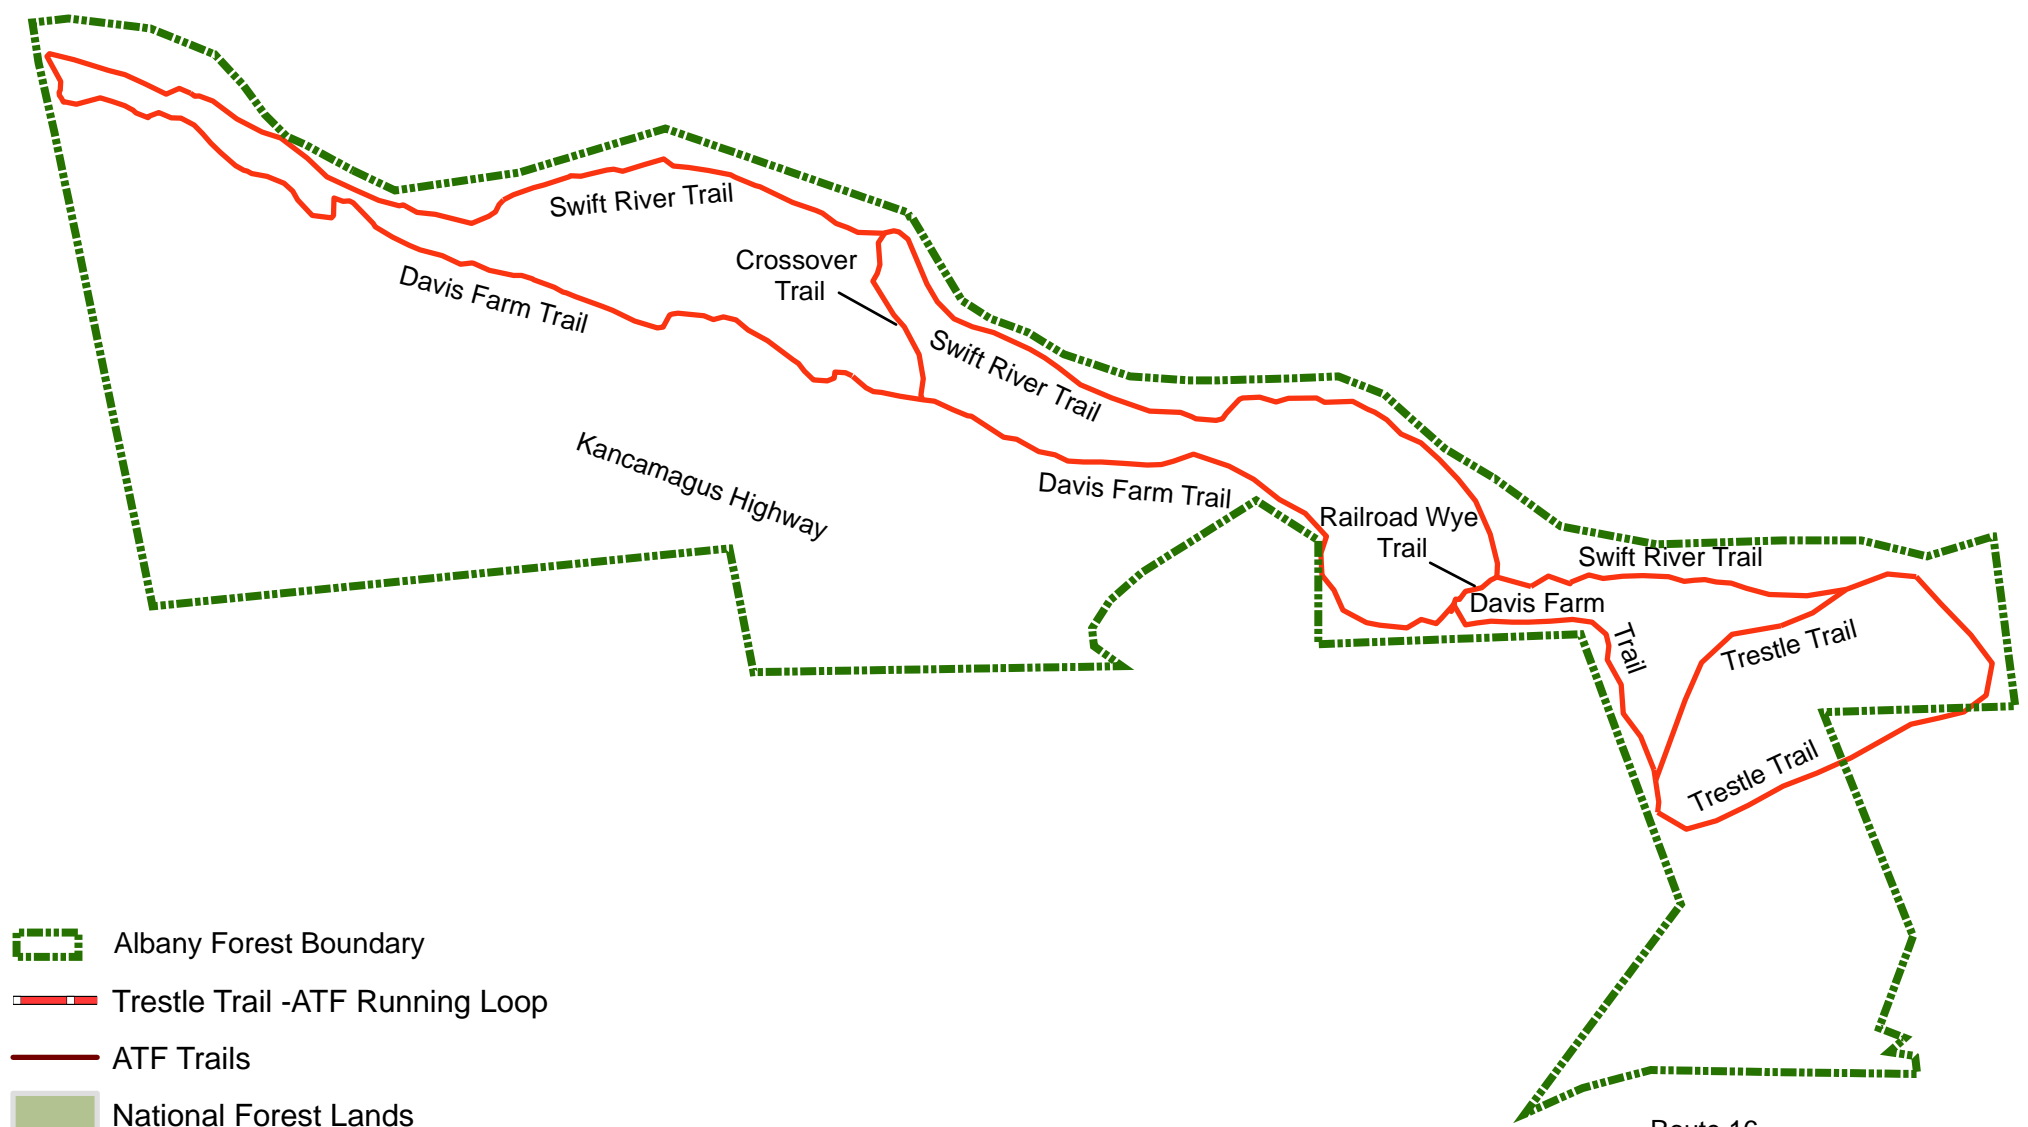 Swift River Trail
Crossover
Trail
Davis Farm Trail
Swift River Trail
Kancamagus Highway
Davis Farm Trail
Railroad Wye
Trail
Swift River Trail
Davis Farm
Trail
Trestle Trail
Trestle Trail
Albany Forest Boundary
Trestle Trail -ATF Running Loop
ATF Trails
National Forest Lands
Route 16